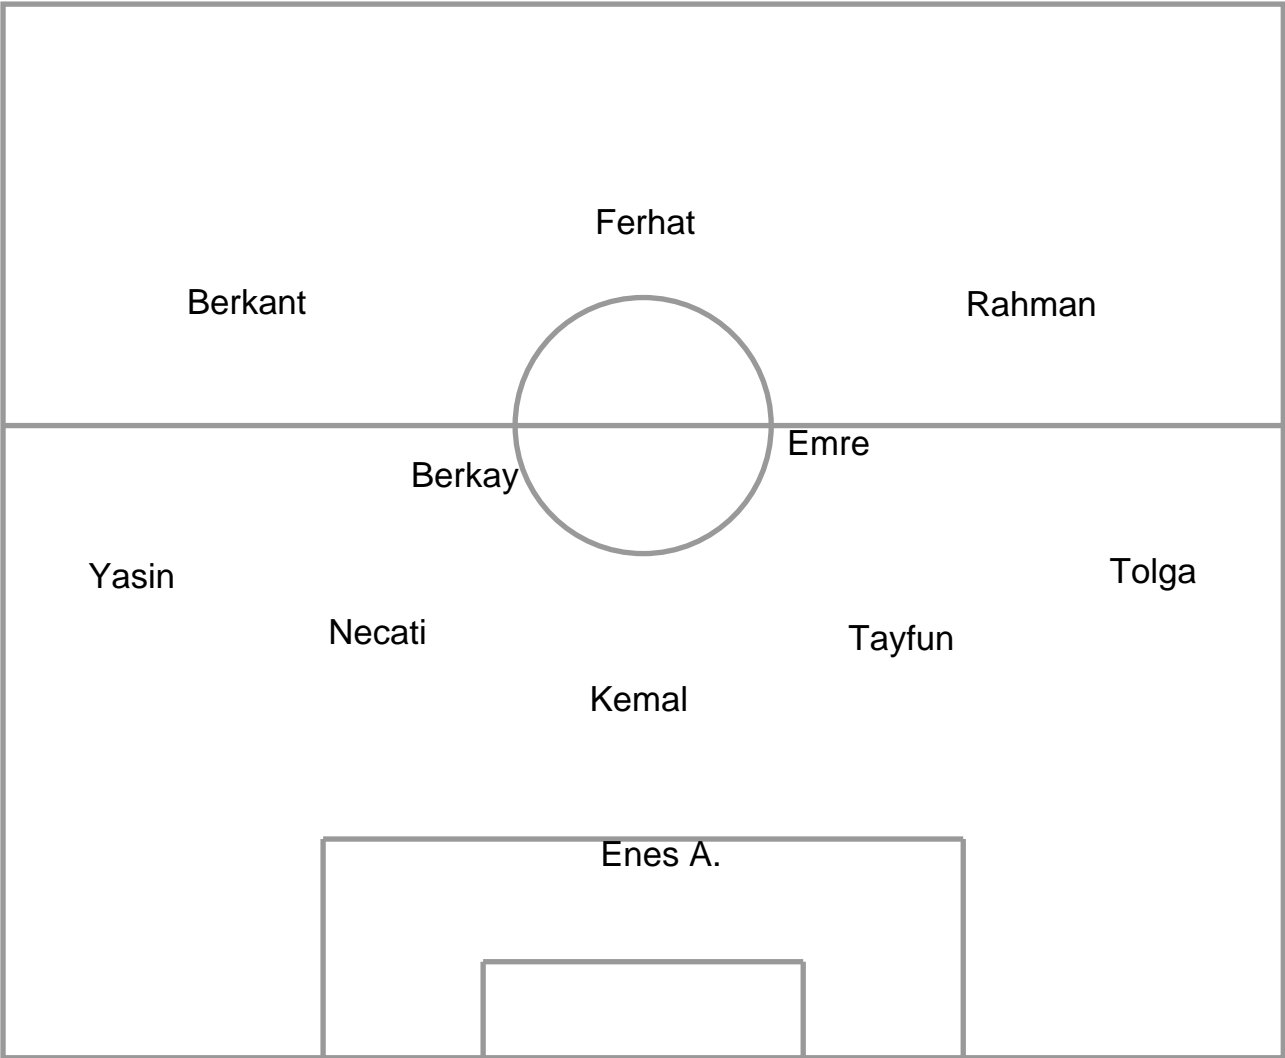 Ferhat
Berkant
Rahman
Emre
Berkay
Yasin
Tolga
Necati
Tayfun
Kemal
Enes A.